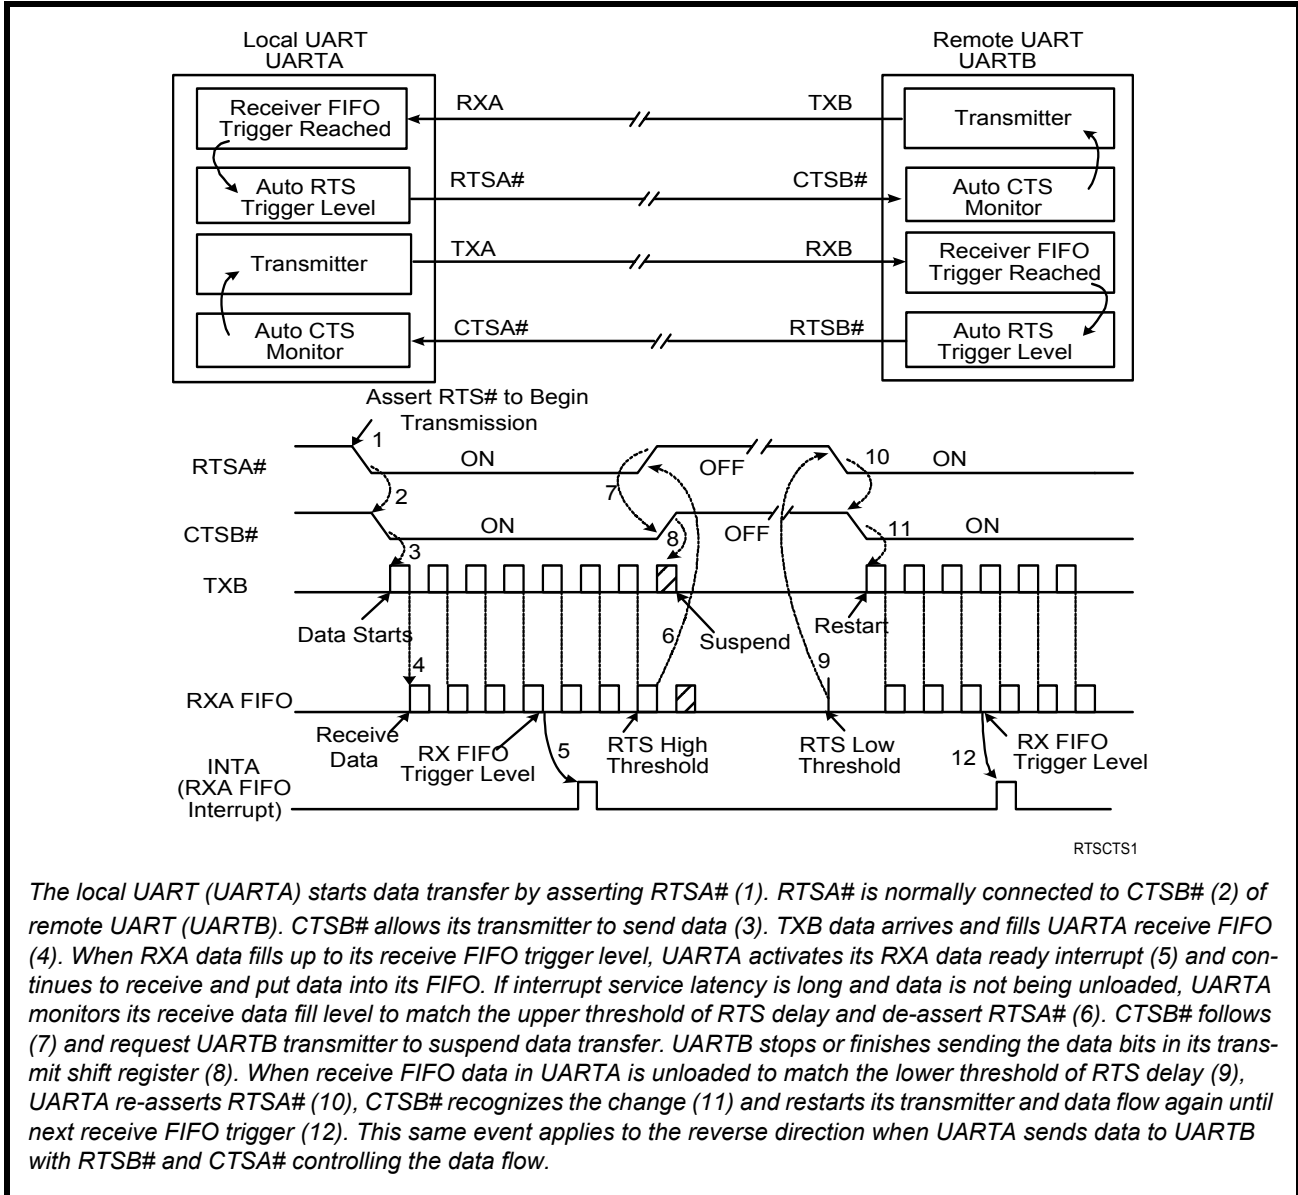 Local UART
UARTA
Remote UART
UARTB
Receiver FIFO
Trigger Reached
RXA
TXB
Transmitter
Auto RTS
Trigger Level
RTSA#
CTSB#
Auto CTS
Monitor
Transmitter
TXA
RXB
Receiver FIFO
Trigger Reached
Auto CTS
Monitor
CTSA#
RTSB#
Auto RTS
Trigger Level
Assert RTS# to Begin
Transmission
1
RTSA#
ON
7
OFF
10
ON
2
CTSB#
ON
8
OFF
11
ON
3
TXB
Data Starts
6
Suspend
Restart
4
9
RXA FIFO
Receive
Data
RX FIFO
Trigger Level
5
RTS High
Threshold
RTS Low
Threshold
12
RX FIFO
Trigger Level
INTA
(RXA FIFO
Interrupt)
RTSCTS1
The local UART (UARTA) starts data transfer by asserting RTSA# (1). RTSA# is normally connected to CTSB# (2) of
remote UART (UARTB). CTSB# allows its transmitter to send data (3). TXB data arrives and fills UARTA receive FIFO
(4). When RXA data fills up to its receive FIFO trigger level, UARTA activates its RXA data ready interrupt (5) and con-
tinues to receive and put data into its FIFO. If interrupt service latency is long and data is not being unloaded, UARTA
monitors its receive data fill level to match the upper threshold of RTS delay and de-assert RTSA# (6). CTSB# follows
(7) and request UARTB transmitter to suspend data transfer. UARTB stops or finishes sending the data bits in its trans-
mit shift register (8). When receive FIFO data in UARTA is unloaded to match the lower threshold of RTS delay (9),
UARTA re-asserts RTSA# (10), CTSB# recognizes the change (11) and restarts its transmitter and data flow again until
next receive FIFO trigger (12). This same event applies to the reverse direction when UARTA sends data to UARTB
with RTSB# and CTSA# controlling the data flow.